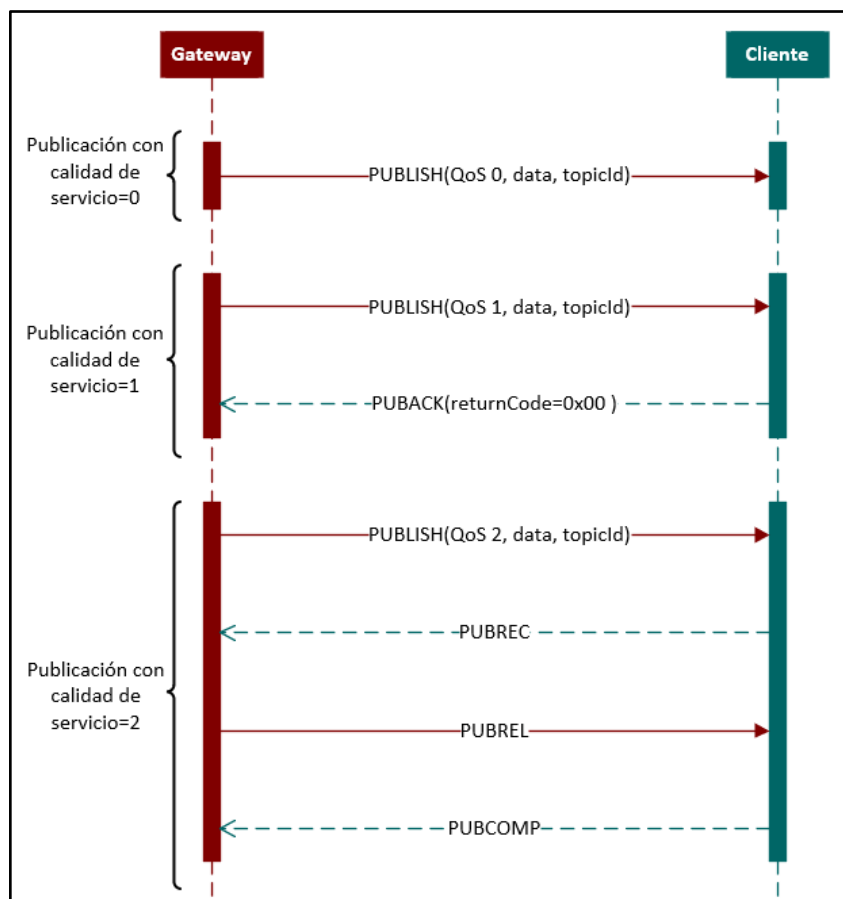 Gateway
Cliente
Publicación con
calidad de
servicio=0
PUBLISH(QoS 0, data, topicId)
Publicación con
calidad de
servicio=1
PUBLISH(QoS 1, data, topicId)
PUBACK(returnCode=0x00 )
Publicación con
calidad de
servicio=2
PUBLISH(QoS 2, data, topicId)
PUBREC
PUBREL
PUBCOMP